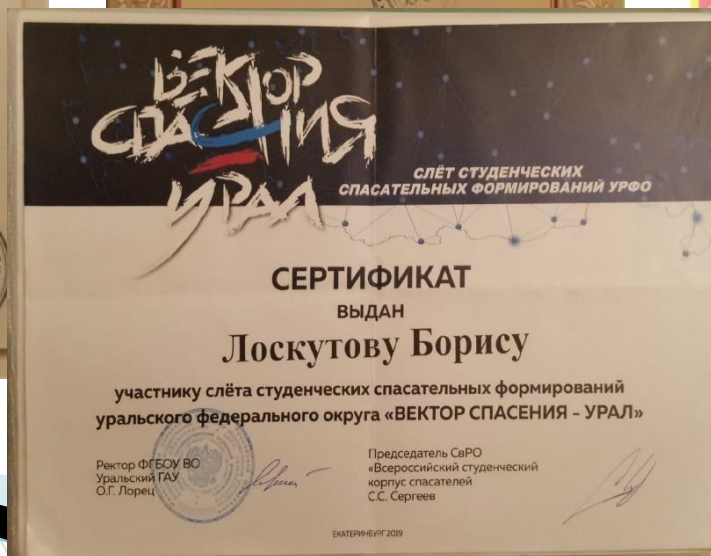 ВЕКТОР
СПАСЕНИЯ
УРАЛ
СЛЁТ СТУДЕНЧЕСКИХ
СПАСАТЕЛЬНЫХ ФОРМИРОВАНИЙ УРФО
СЕРТИФИКАТ
ВЫДАН
Лоскутову Борису
участнику слёта студенческих спасательных формирований
уральского федерального округа «ВЕКТОР СПАСЕНИЯ - УРАЛ»
Ректор ФГБОУ ВО
Уральский ГАУ
О.Г. Лорец
Председатель СвРО
«Всероссийский студенческий
корпус спасателей
С.С. Сергеев
ЕКАТЕРИНБУРГ 2019